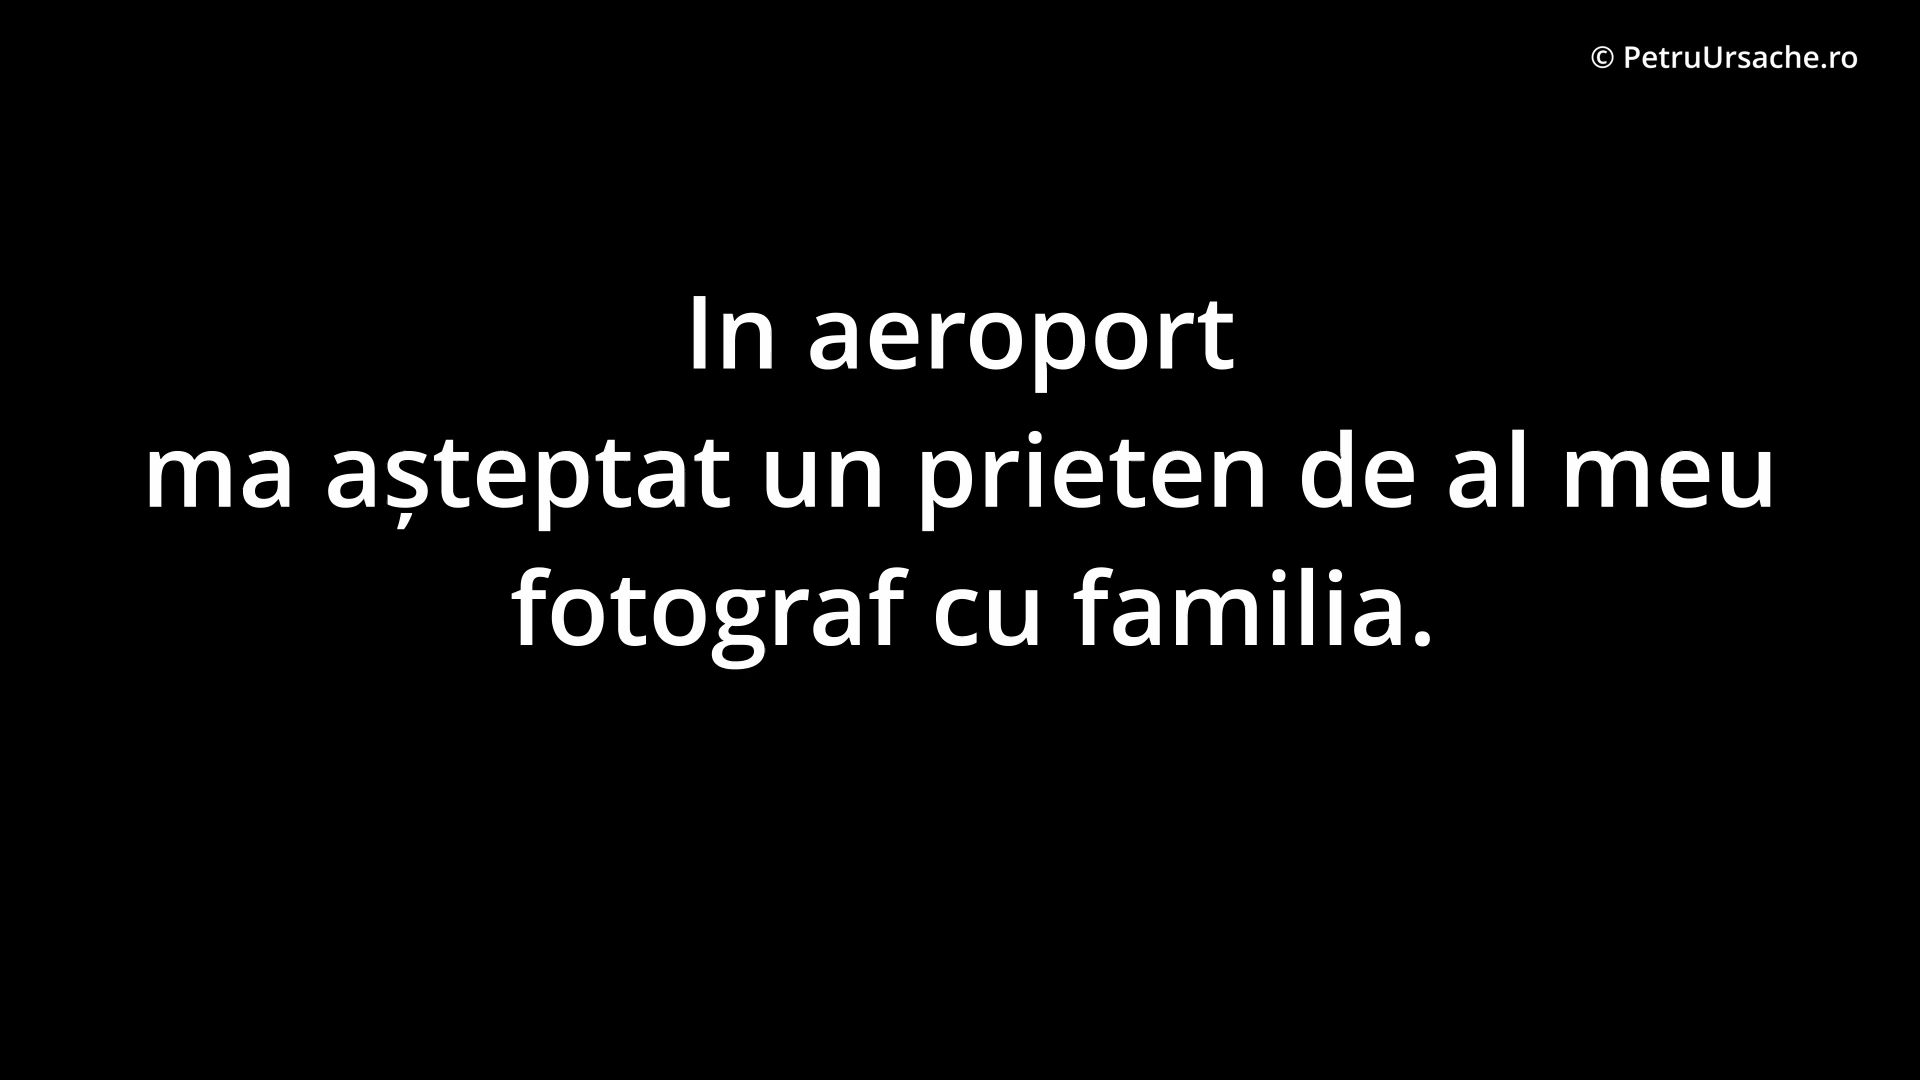 © PetruUrsache.ro
In aeroport
ma așteptat un prieten de al meu
fotograf cu familia.